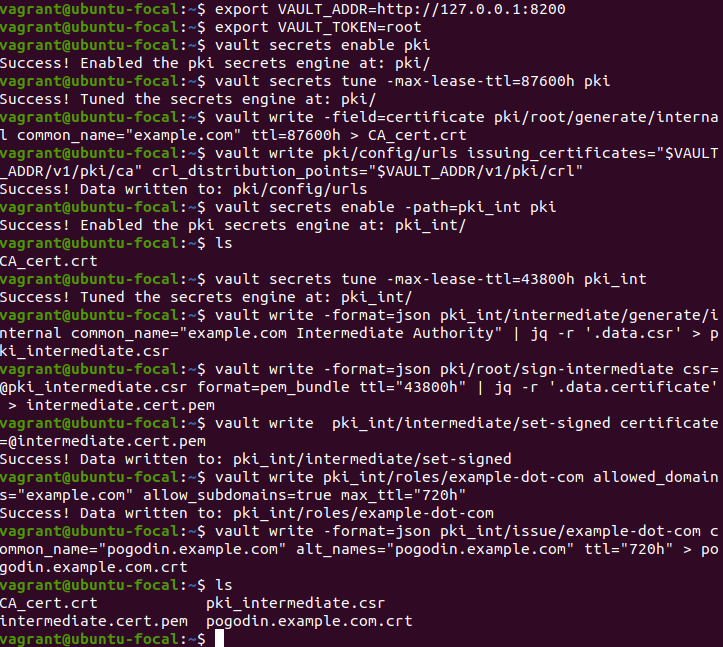 vagrant@ubuntu-focal:~$ export VAULT_ADDR=http://127.0.0.1:8200
vagrant@ubuntu-focal:~$ export VAULT_TOKEN=root
vagrant@ubuntu-focal:~$ vault secrets enable pki
Success! Enabled the pki secrets engine at: pki/
vagrant@ubuntu-focal:~$ vault secrets tune -max-lease-ttl=87600h pki
Success! Tuned the secrets engine at: pki/
vagrant@ubuntu-focal:~$ vault write -field=certificate pki/root/generate/interna
l common_name="example.com" ttl=87600h > CA_cert.crt
vagrant@ubuntu-focal:~$ vault write pki/config/urls issuing_certificates="$VAULT
_ADDR/v1/pki/ca" crl_distribution_points="$VAULT_ADDR/v1/pki/crl"
Success! Data written to: pki/config/urls
vagrant@ubuntu-focal:~$ vault secrets enable -path=pki_int pki
Success! Enabled the pki secrets engine at: pki_int/
vagrant@ubuntu-focal:~$ ls
CA_cert.crt
vagrant@ubuntu-focal:~$ vault secrets tune -max-lease-ttl=43800h pki_int
Success! Tuned the secrets engine at: pki_int/
vagrant@ubuntu-focal:~$ vault write -format=json pki_int/intermediate/generate/i
nternal common_name="example.com Intermediate Authority" | jq -r '.data.csr' > p
ki_intermediate.csr
vagrant@ubuntu-focal:~$ vault write -format=json pki/root/sign-intermediate csr=
@pki_intermediate.csr format=pem_bundle ttl="43800h" | jq -r '.data.certificate'
 > intermediate.cert.pem
vagrant@ubuntu-focal:~$ vault write  pki_int/intermediate/set-signed certificate
=@intermediate.cert.pem
Success! Data written to: pki_int/intermediate/set-signed
vagrant@ubuntu-focal:~$ vault write pki_int/roles/example-dot-com allowed_domain
s="example.com" allow_subdomains=true max_ttl="720h"
Success! Data written to: pki_int/roles/example-dot-com
vagrant@ubuntu-focal:~$ vault write -format=json pki_int/issue/example-dot-com c
ommon_name="pogodin.example.com" alt_names="pogodin.example.com" ttl="720h" > po
godin.example.com.crt
vagrant@ubuntu-focal:~$ ls
CA_cert.crt            pki_intermediate.csr
intermediate.cert.pem  pogodin.example.com.crt
vagrant@ubuntu-focal:~$